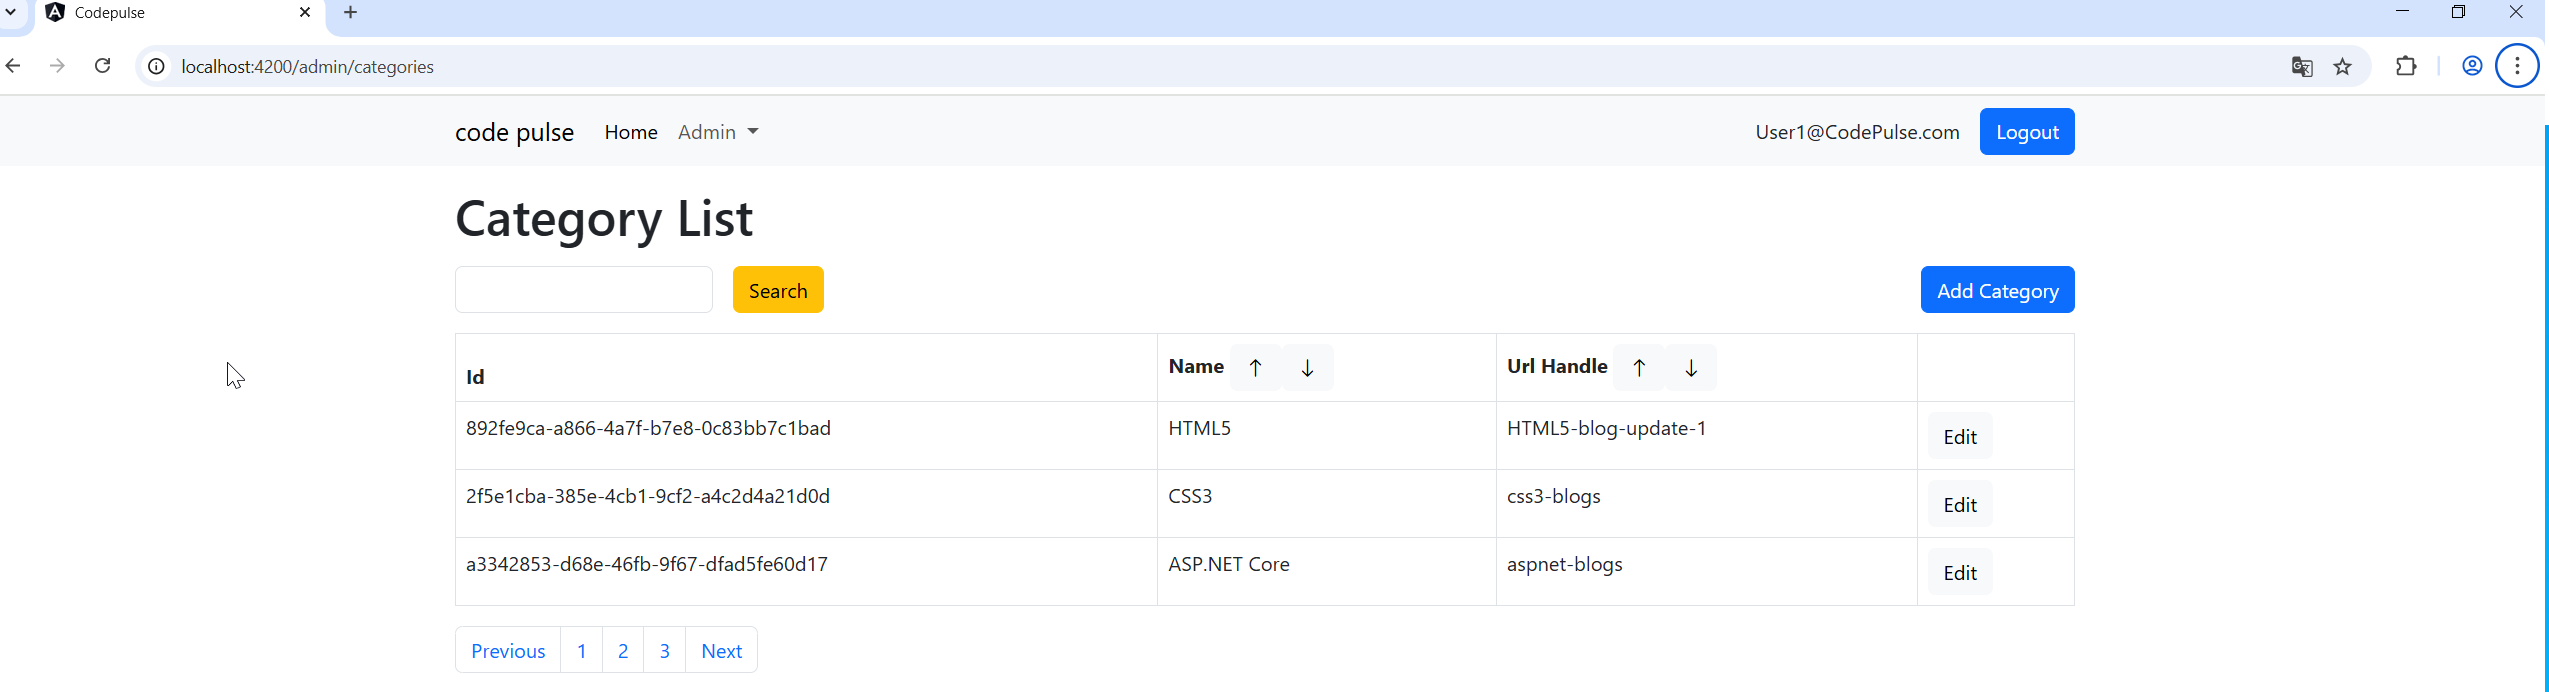 Codepulse
localhost:4200/admin/categories
code pulse Home Admin User1@CodePulse.com Logout
Category List
Search Add Category
Id Name ↑ ↓ Url Handle ↑ ↓
892fe9ca-a866-4a7f-b7e8-0c83bb7c1bad HTML5 HTML5-blog-update-1 Edit
2f5e1cba-385e-4cb1-9cf2-a4c2d4a21d0d CSS3 css3-blogs Edit
a3342853-d68e-46fb-9f67-dfad5fe60d17 ASP.NET Core aspnet-blogs Edit
Previous 1 2 3 Next